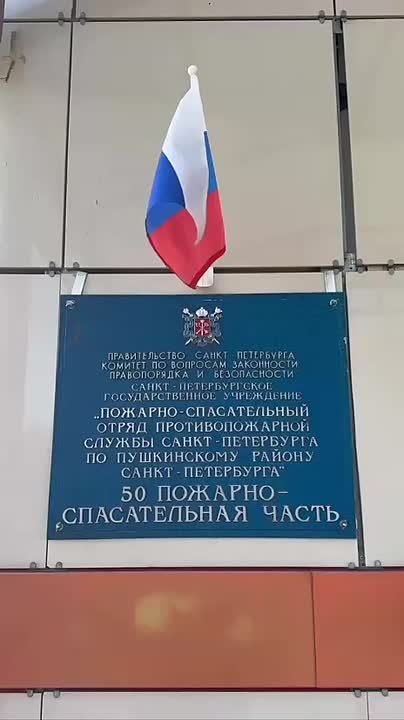 ПРАВИТЕЛЬСТВО САНКТ ПЕТЕРБУРГА
КОМИТЕТ ПО ВОПРОСАМ ЗАКОННОСТИ
ПРАВОПОРЯДКА И БЕЗОПАСНОСТИ
САНКТ-ПЕТЕРБУРГСКОЕ
ГОСУДАРСТВЕННОЕ УЧРЕЖДЕНИЕ
„ПОЖАРНО-СПАСАТЕЛЬНЫЙ
ОТРЯД ПРОТИВОПОЖАРНОЙ
СЛУЖБЫ САНКТ-ПЕТЕРБУРГА
ПО ПУШКИНСКОМУ РАЙОНУ
САНКТ-ПЕТЕРБУРГА"
50 ПОЖАРНО-
СПАСАТЕЛЬНАЯ ЧАСТЬ